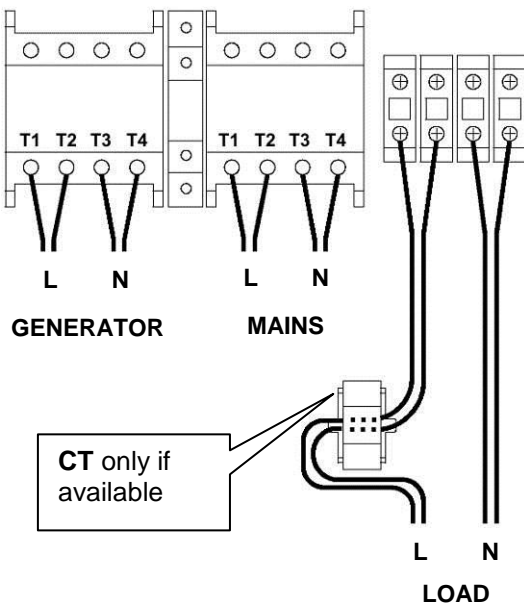 T1 T2 T3 T4
T1 T2 T3 T4
L N
L N
GENERATOR
MAINS
CT only if
available
L N
LOAD